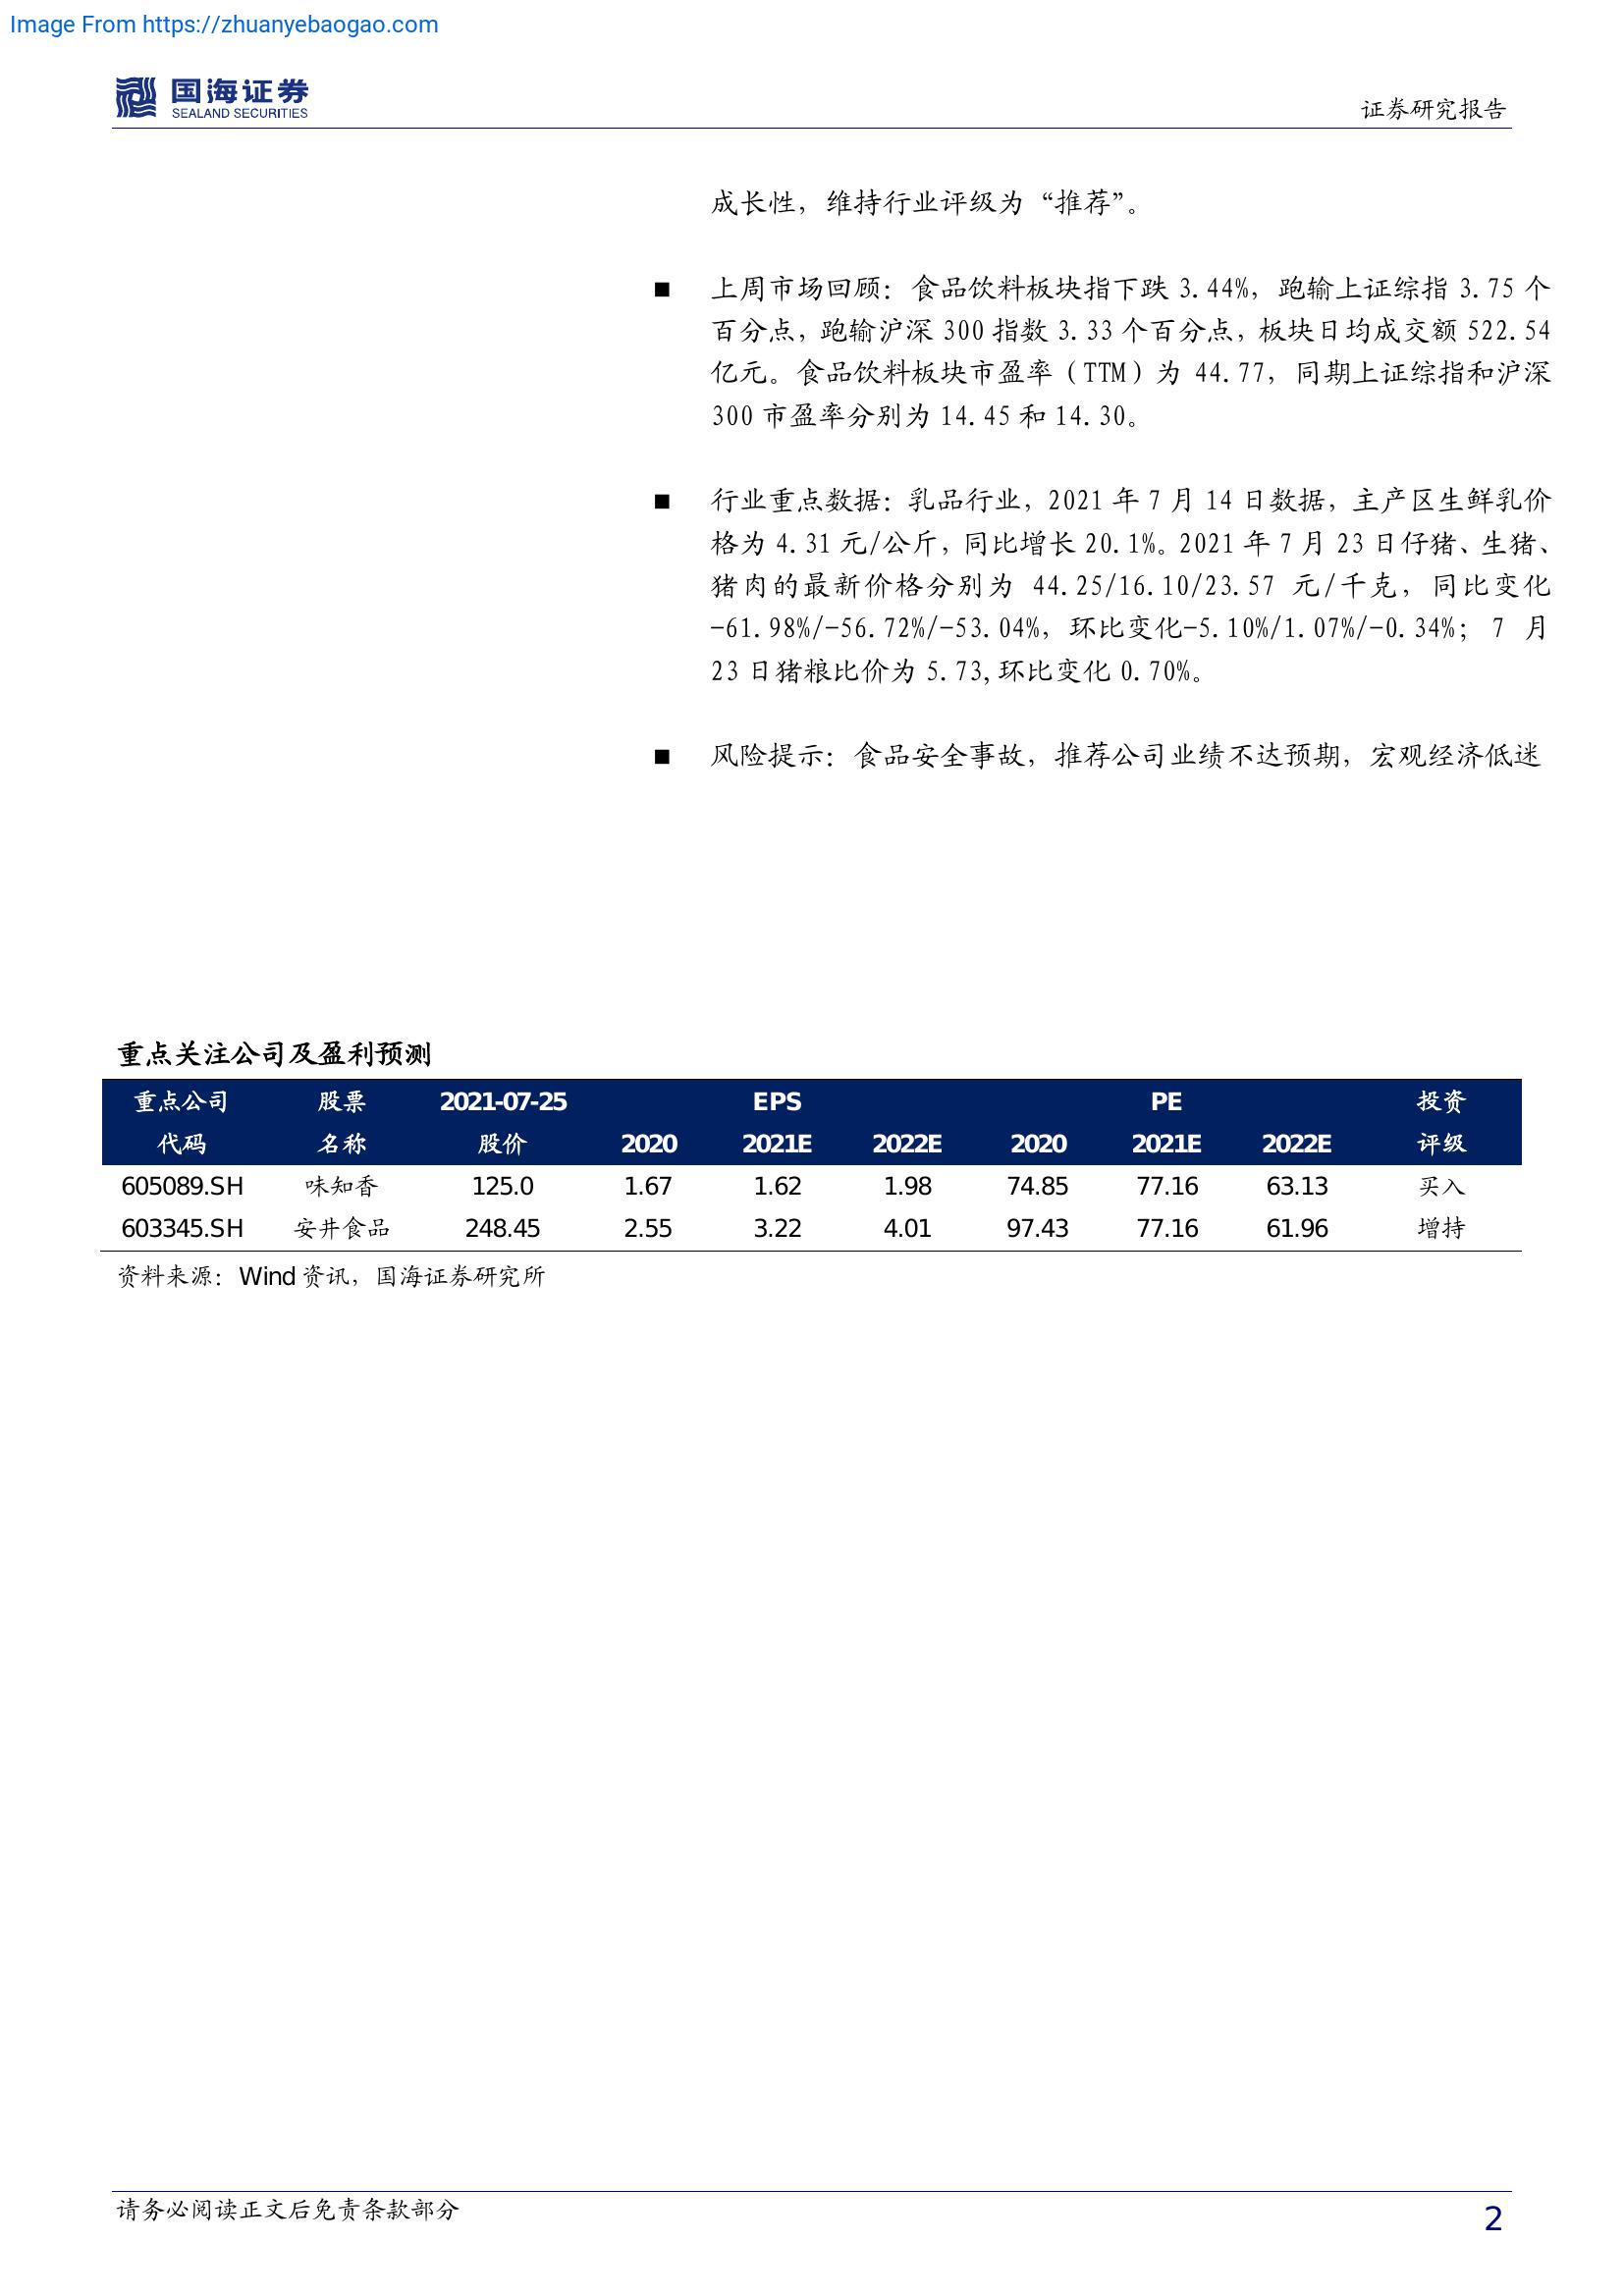 Image From https://zhuanyebaogao.com
国海证券
SEALAND SECURITIES
证券研究报告
成长性，维持行业评级为“推荐”。
■ 上周市场回顾：食品饮料板块指下跌 3.44%，跑输上证综指 3.75 个
百分点，跑输沪深 300 指数 3.33 个百分点，板块日均成交额 522.54
亿元。食品饮料板块市盈率（TTM）为 44.77，同期上证综指和沪深
300 市盈率分别为 14.45 和 14.30。
■ 行业重点数据：乳品行业，2021 年 7 月 14 日数据，主产区生鲜乳价
格为 4.31 元/公斤，同比增长 20.1%。2021 年 7 月 23 日仔猪、生猪、
猪肉的最新价格分别为 44.25/16.10/23.57 元/千克，同比变化
-61.98%/-56.72%/-53.04%，环比变化-5.10%/1.07%/-0.34%； 7 月
23 日猪粮比价为 5.73,环比变化 0.70%。
■ 风险提示：食品安全事故，推荐公司业绩不达预期，宏观经济低迷
重点关注公司及盈利预测
重点公司 股票 2021-07-25 EPS PE 投资
代码 名称 股价 2020 2021E 2022E 2020 2021E 2022E 评级
605089.SH 味知香 125.0 1.67 1.62 1.98 74.85 77.16 63.13 买入
603345.SH 安井食品 248.45 2.55 3.22 4.01 97.43 77.16 61.96 增持
资料来源：Wind 资讯，国海证券研究所
请务必阅读正文后免责条款部分
2